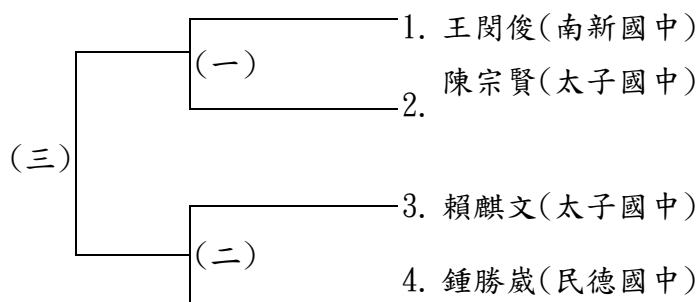 1. 王閔俊(南新國中)
(一)
陳宗賢(太子國中)
2.
(三)
3. 賴麒文(太子國中)
(二)
4. 鍾勝崴(民德國中)